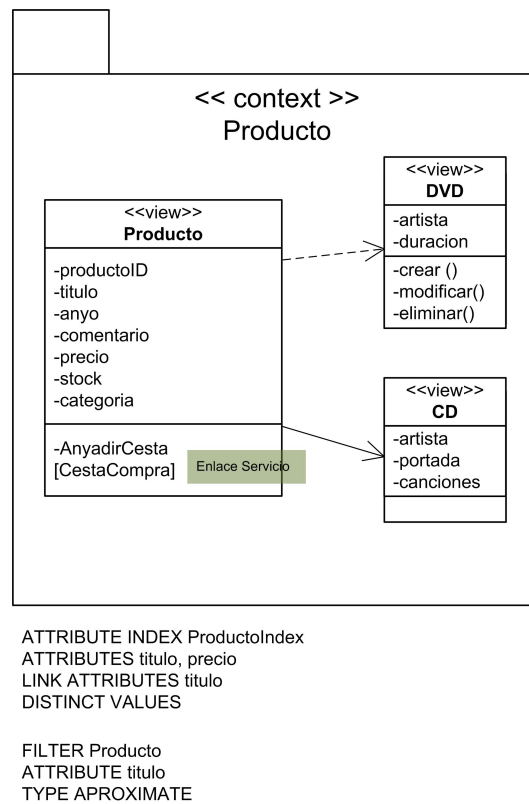 << context >>
Producto
<<view>>
DVD
-artista
-duracion
-crear ()
-modificar()
-eliminar()
<<view>>
Producto
-productoID
-titulo
-anyo
-comentario
-precio
-stock
-categoria
-AnyadirCesta
[CestaCompra]
Enlace Servicio
<<view>>
CD
-artista
-portada
-canciones
ATTRIBUTE INDEX ProductoIndex
ATTRIBUTES titulo, precio
LINK ATTRIBUTES titulo
DISTINCT VALUES
FILTER Producto
ATTRIBUTE titulo
TYPE APROXIMATE